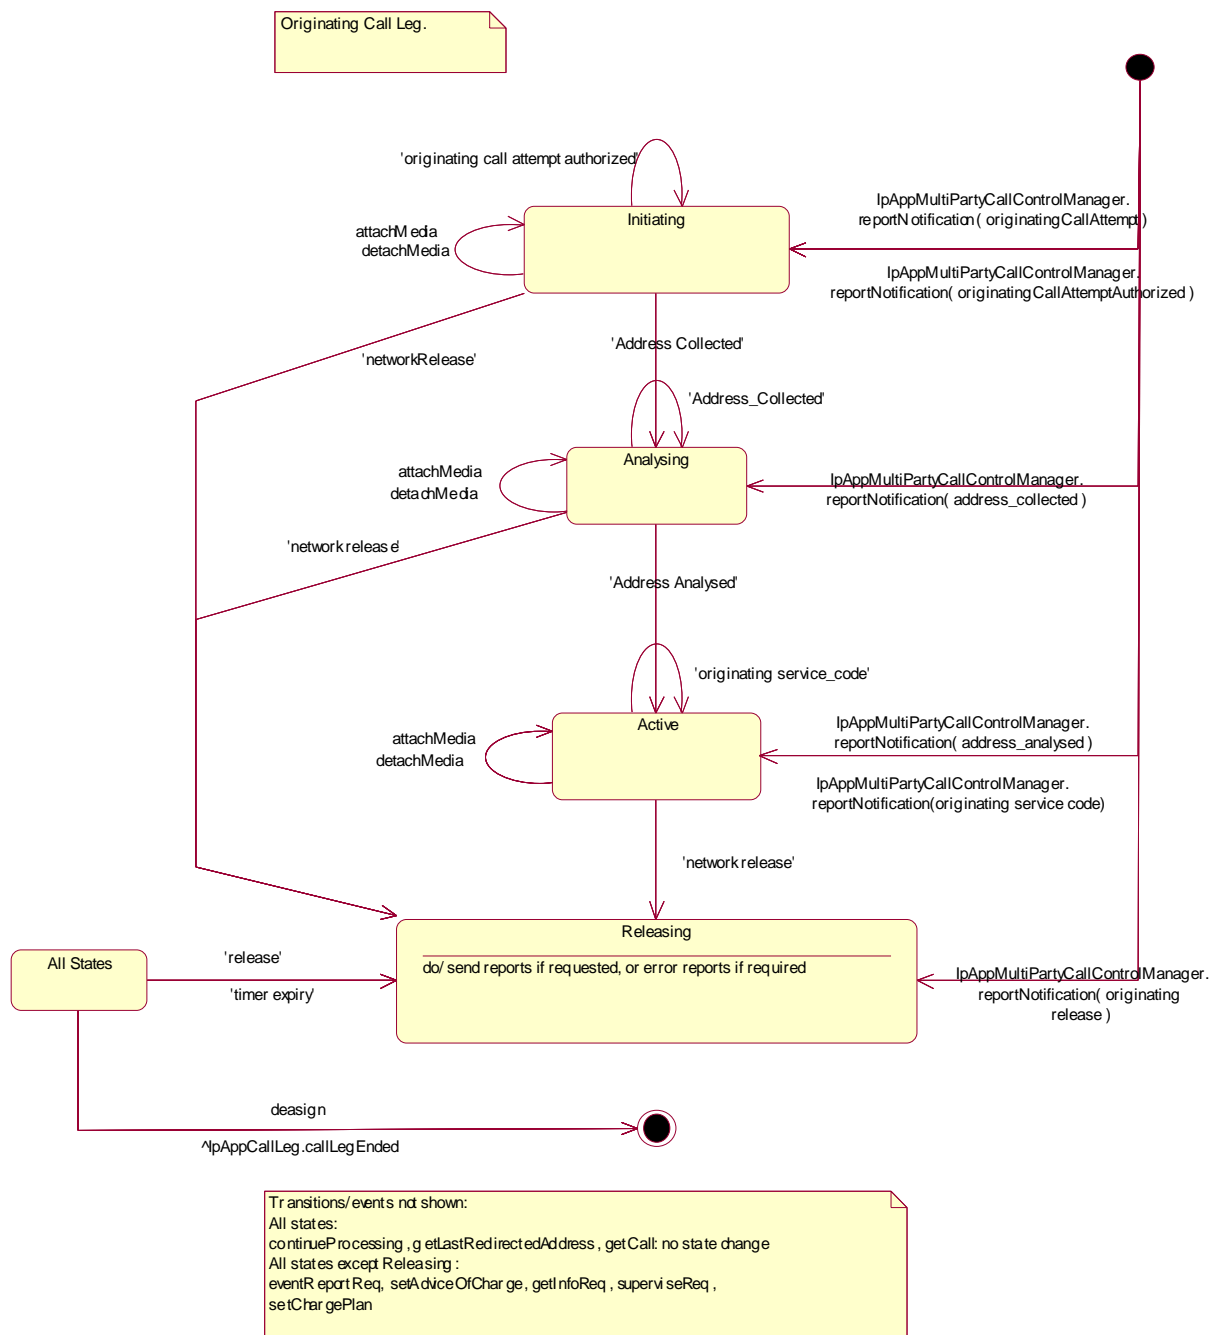 Originating Call Leg.
'originating call attempt authorized'
IpAppMultiPartyCallControlManager.
reportNotification( originatingCallAttempt )
Initiating
attachMedia
detachMedia
IpAppMultiPartyCallControlManager.
reportNotification( originatingCallAttemptAuthorized )
'Address Collected'
'networkRelease'
'Address_Collected'
Analysing
attachMedia
detachMedia
IpAppMultiPartyCallControlManager.
reportNotification( address_collected )
'network release'
'Address Analysed'
'originating service_code'
Active
attachMedia
detachMedia
IpAppMultiPartyCallControlManager.
reportNotification( address_analysed )
IpAppMultiPartyCallControlManager.
reportNotification(originating service code)
'network release'
Releasing
do/ send reports if requested, or error reports if required
All States
'release'
'timer expiry'
IpAppMultiPartyCallControlManager.
reportNotification( originating
release )
deasign
^IpAppCallLeg.callLegEnded
Transitions/events not shown:
All states:
continueProcessing, getLastRedirectedAddress, getCall: no state change
All states except Releasing :
eventReportReq, setAdviceOfCharge, getInfoReq, superviseReq,
setChargePlan